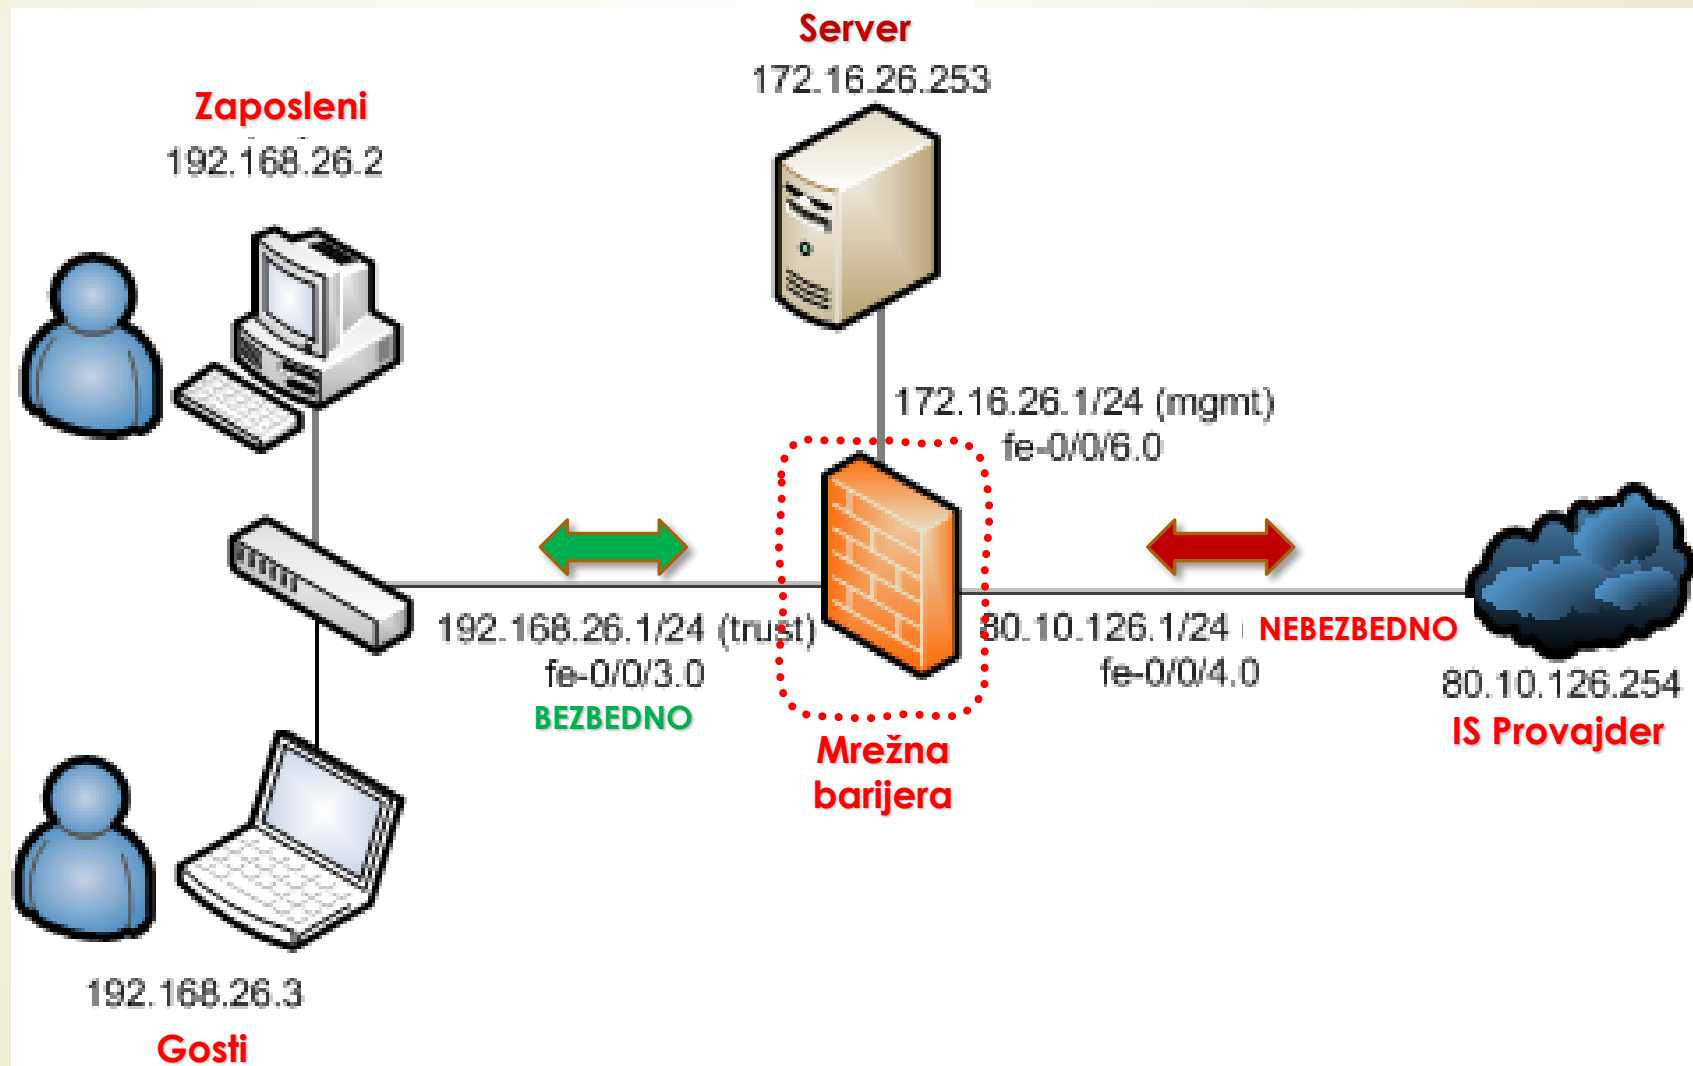 Server
172.16.26.253
Zaposleni
192.168.26.2
172.16.26.1/24 (mgmt)
fe-0/0/6.0
192.168.26.1/24 (trust)
fe-0/0/3.0
BEZBEDNO
80.10.126.1/24 NEBEZBEDNO
fe-0/0/4.0
80.10.126.254
IS Provajder
Mrežna
barijera
192.168.26.3
Gosti